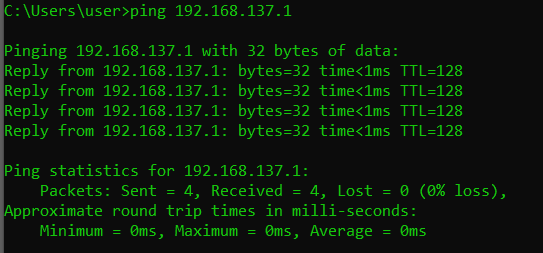 C:\Users\user>ping 192.168.137.1
Pinging 192.168.137.1 with 32 bytes of data:
Reply from 192.168.137.1: bytes=32 time<1ms TTL=128
Reply from 192.168.137.1: bytes=32 time<1ms TTL=128
Reply from 192.168.137.1: bytes=32 time<1ms TTL=128
Reply from 192.168.137.1: bytes=32 time<1ms TTL=128
Ping statistics for 192.168.137.1:
    Packets: Sent = 4, Received = 4, Lost = 0 (0% loss),
Approximate round trip times in milli-seconds:
    Minimum = 0ms, Maximum = 0ms, Average = 0ms